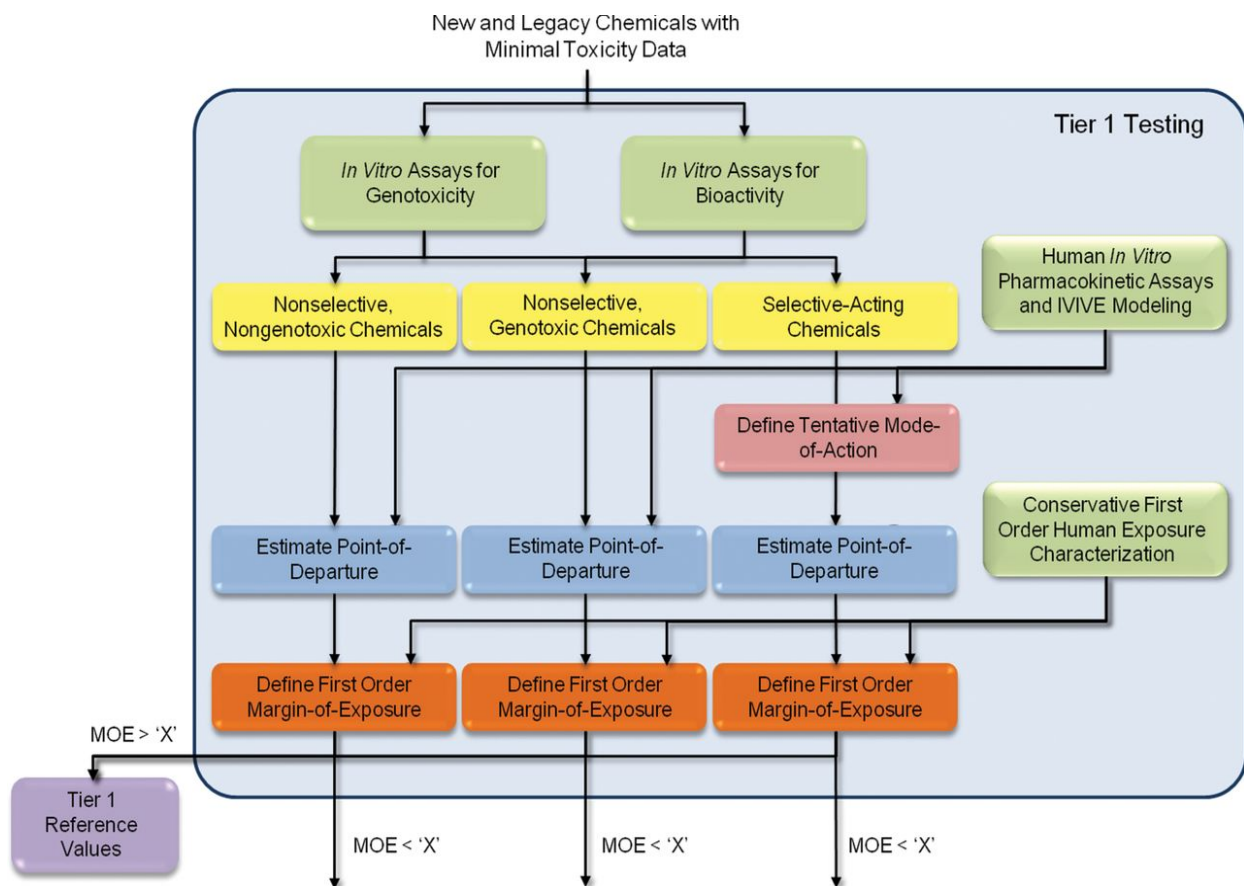 New and Legacy Chemicals with
Minimal Toxicity Data
Tier 1 Testing
In Vitro Assays for
Genotoxicity
In Vitro Assays for
Bioactivity
Human In Vitro
Pharmacokinetic Assays
and IVIVE Modeling
Nonselective,
Nongenotoxic Chemicals
Nonselective,
Genotoxic Chemicals
Selective-Acting
Chemicals
Define Tentative Mode-
of-Action
Conservative First
Order Human Exposure
Characterization
Estimate Point-of-
Departure
Estimate Point-of-
Departure
Estimate Point-of-
Departure
Define First Order
Margin-of-Exposure
Define First Order
Margin-of-Exposure
Define First Order
Margin-of-Exposure
MOE > ‘X’
Tier 1
Reference
Values
MOE < ‘X’
MOE < ‘X’
MOE < ‘X’